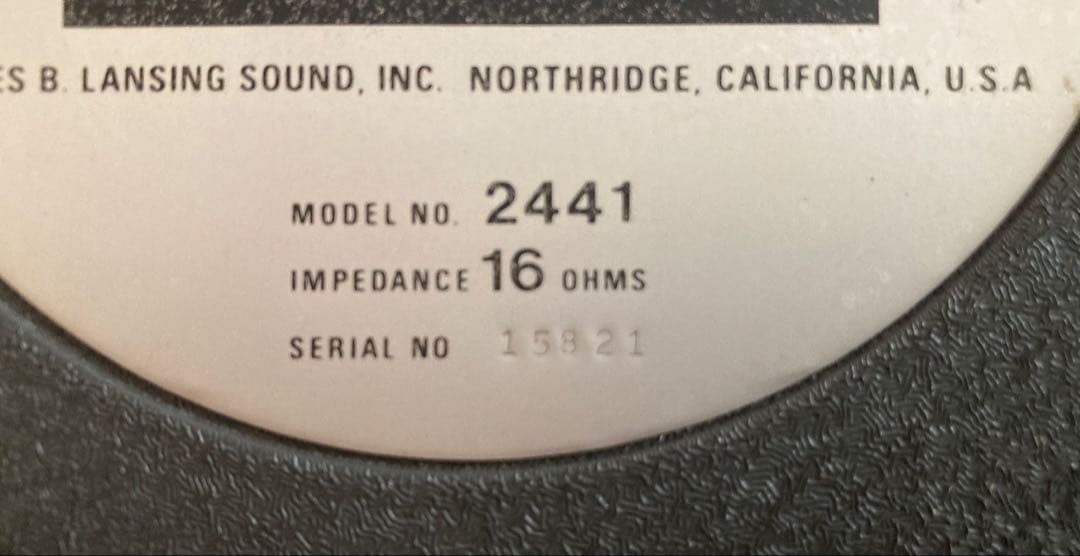 ES B. LANSING SOUND, INC. NORTHRIDGE, CALIFORNIA, U.S.A
MODEL NO. 2441
IMPEDANCE 16 OHMS
SERIAL NO 15821